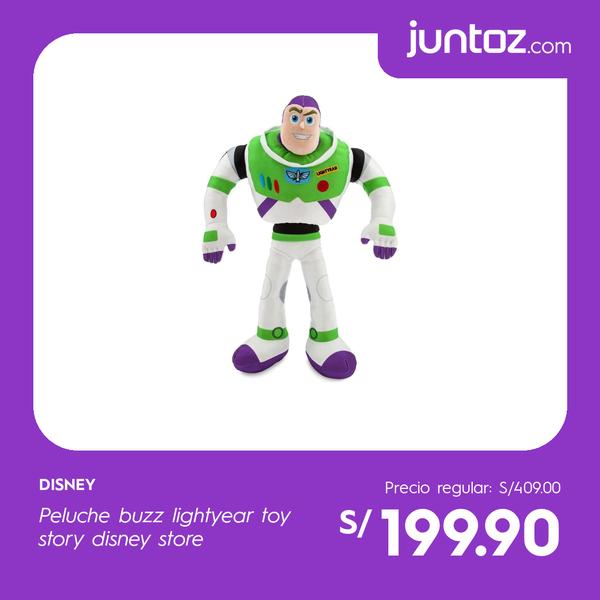 juntoz.com
LIGHTYEAR
DISNEY
Peluche buzz lightyear toy
story disney store
Precio regular: S/409.00
S/199.90